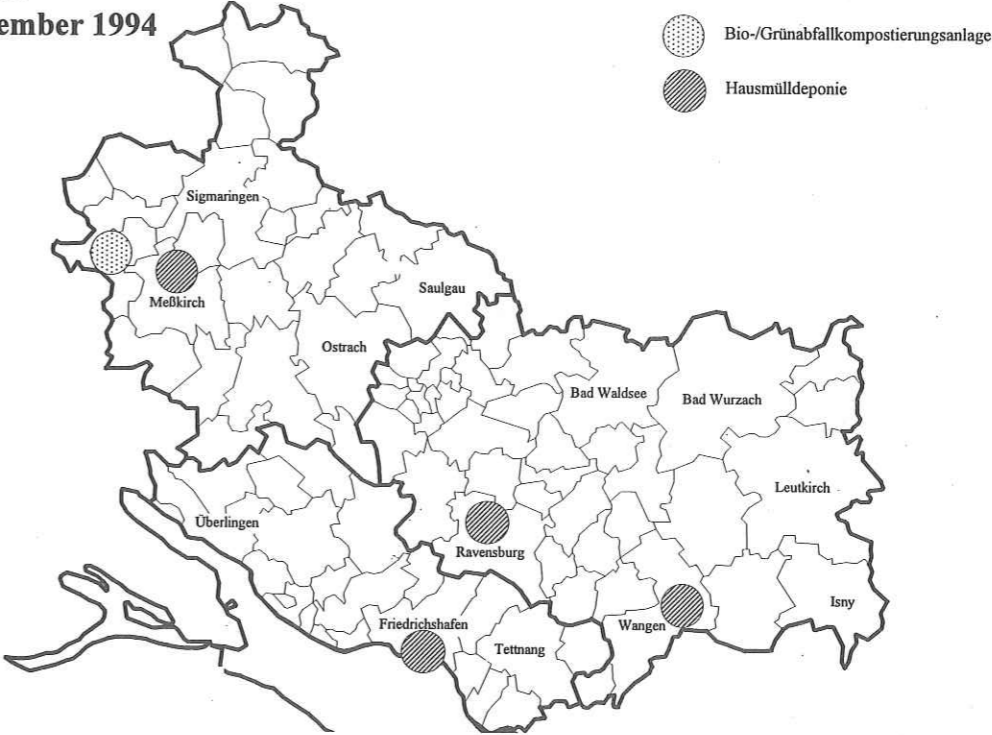 ember 1994
Bio-/Grünabfallkompostierungsanlage
Hausmülldeponie
Sigmaringen
Meßkirch
Saulgau
Ostrach
Bad Waldsee
Bad Wurzach
Leutkirch
Überlingen
Ravensburg
Isny
Friedrichshafen
Wangen
Tettnang